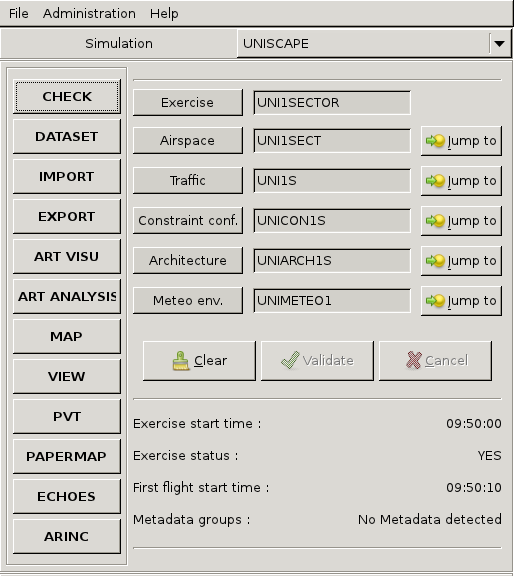 File Administration Help
Simulation UNISCAPE
CHECK
DATASET
IMPORT
EXPORT
ART VISU
ART ANALYSIS
MAP
VIEW
PVT
PAPERMAP
ECHOES
ARINC
Exercise UNI1SECTOR
Airspace UNI1SECT Jump to
Traffic UNI1S Jump to
Constraint conf. UNICON1S Jump to
Architecture UNIARCH1S Jump to
Meteo env. UNIMETEO1 Jump to
Clear Validate Cancel
Exercise start time : 09:50:00
Exercise status : YES
First flight start time : 09:50:10
Metadata groups : No Metadata detected